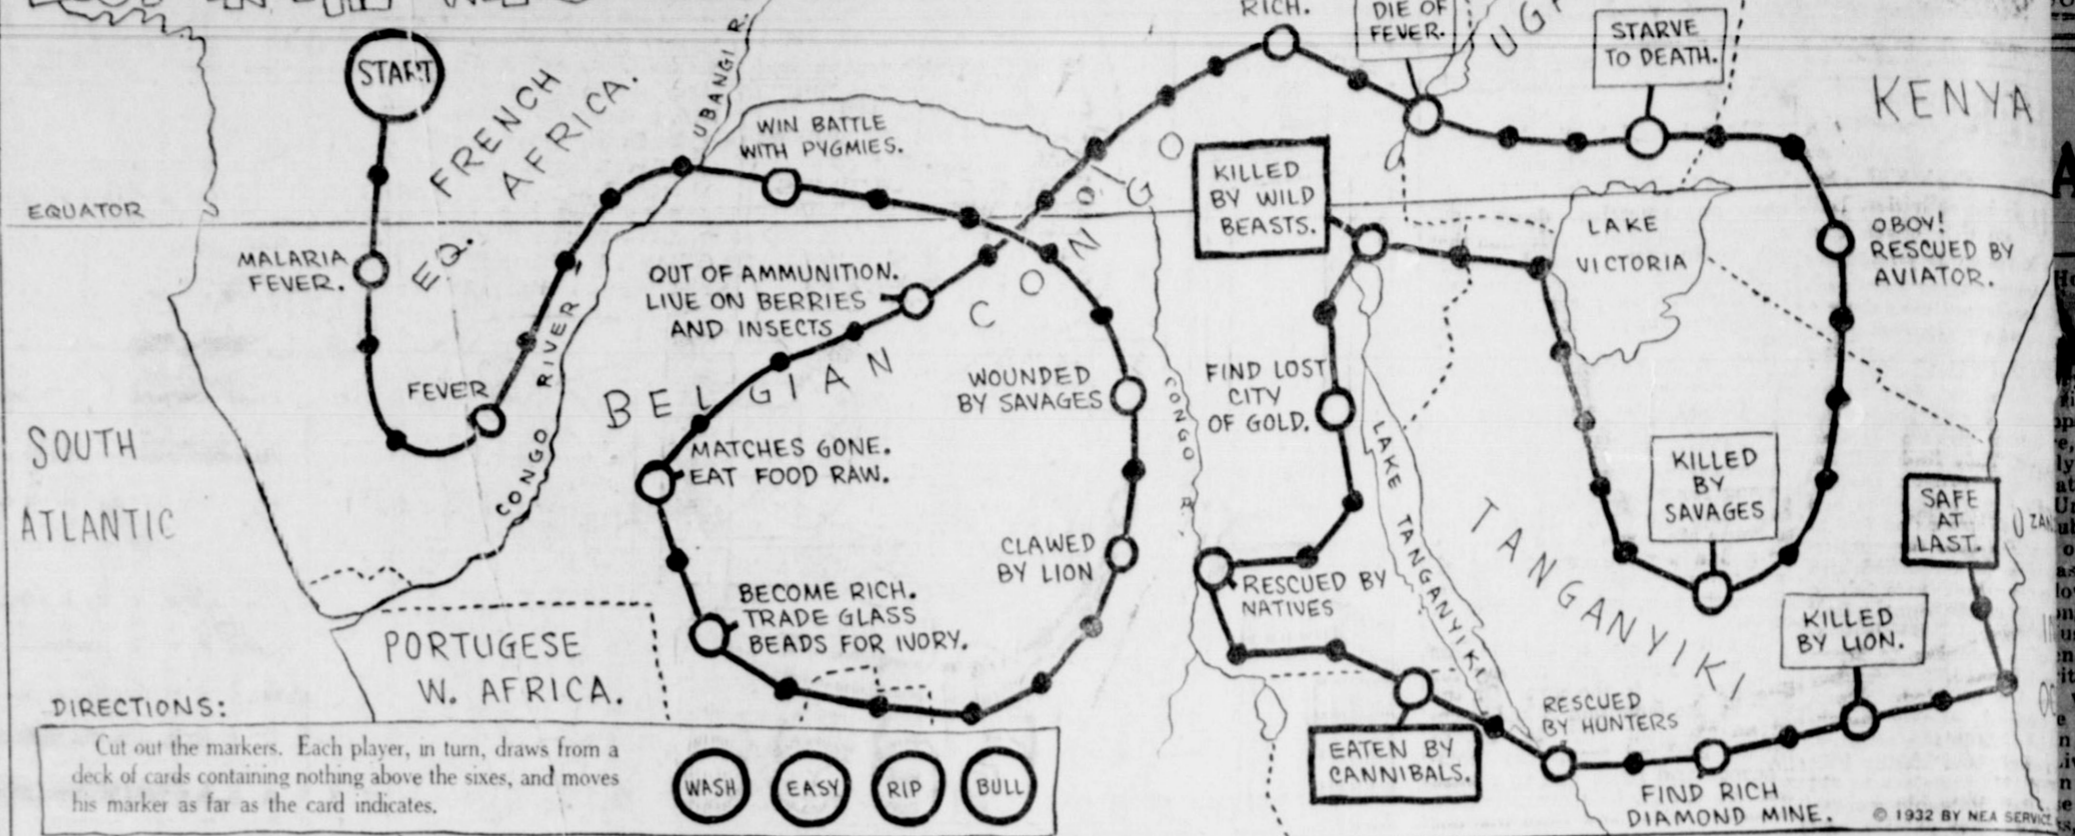 RICH.
DIE OF
FEVER.
STARVE
TO DEATH.
START
KENYA
FRENCH
EQ. AFRICA.
UBANGI R.
WIN BATTLE
WITH PYGMIES.
KILLED
BY WILD
BEASTS.
EQUATOR
MALARIA
FEVER.
OUT OF AMMUNITION.
LIVE ON BERRIES
AND INSECTS
LAKE
VICTORIA
O BOY!
RESCUED BY
AVIATOR.
BELGIAN CONGO
FEVER
CONGO RIVER
WOUNDED
BY SAVAGES
CONGO R.
FIND LOST
CITY
OF GOLD.
LAKE TANGANYIKI
SOUTH
ATLANTIC
MATCHES GONE.
EAT FOOD RAW.
KILLED
BY
SAVAGES
SAFE
AT
LAST.
TANGANYIKI
CLAWED
BY LION
RESCUED BY
NATIVES
BECOME RICH.
TRADE GLASS
BEADS FOR IVORY.
KILLED
BY LION.
PORTUGESE
W. AFRICA.
RESCUED
BY HUNTERS
EATEN BY
CANNIBALS.
FIND RICH
DIAMOND MINE.
DIRECTIONS:
Cut out the markers. Each player, in turn, draws from a
deck of cards containing nothing above the sixes, and moves
his marker as far as the card indicates.
WASH
EASY
RIP
BULL
© 1932 BY NEA SERVICE